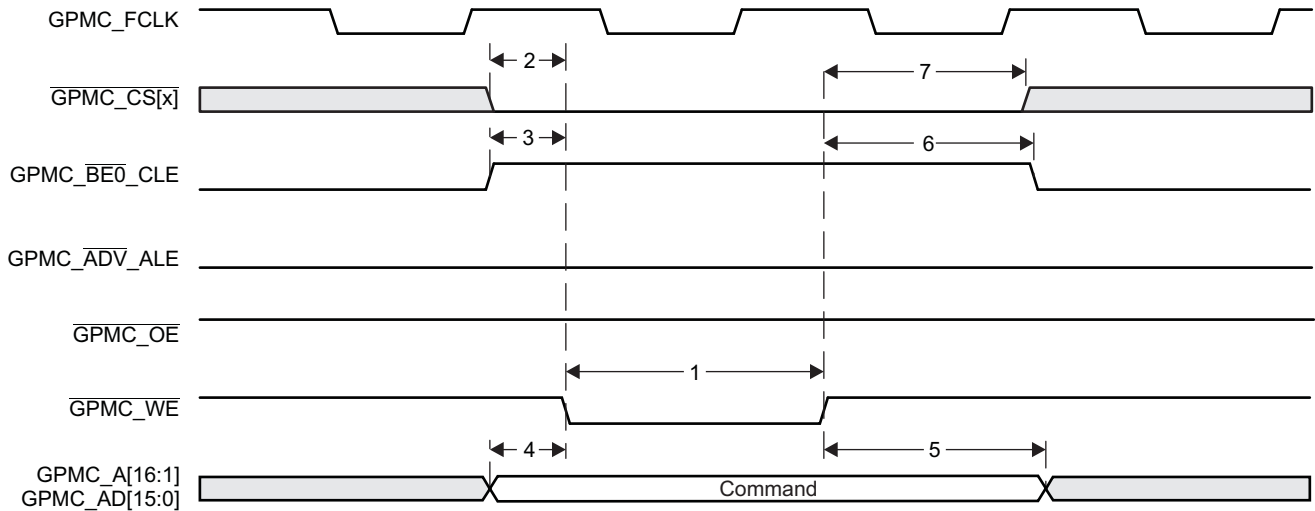 GPMC_FCLK
2
7
GPMC_CS[x]
3
6
GPMC_BE0_CLE
GPMC_ADV_ALE
GPMC_OE
1
GPMC_WE
4
5
GPMC_A[16:1]
GPMC_AD[15:0]
Command